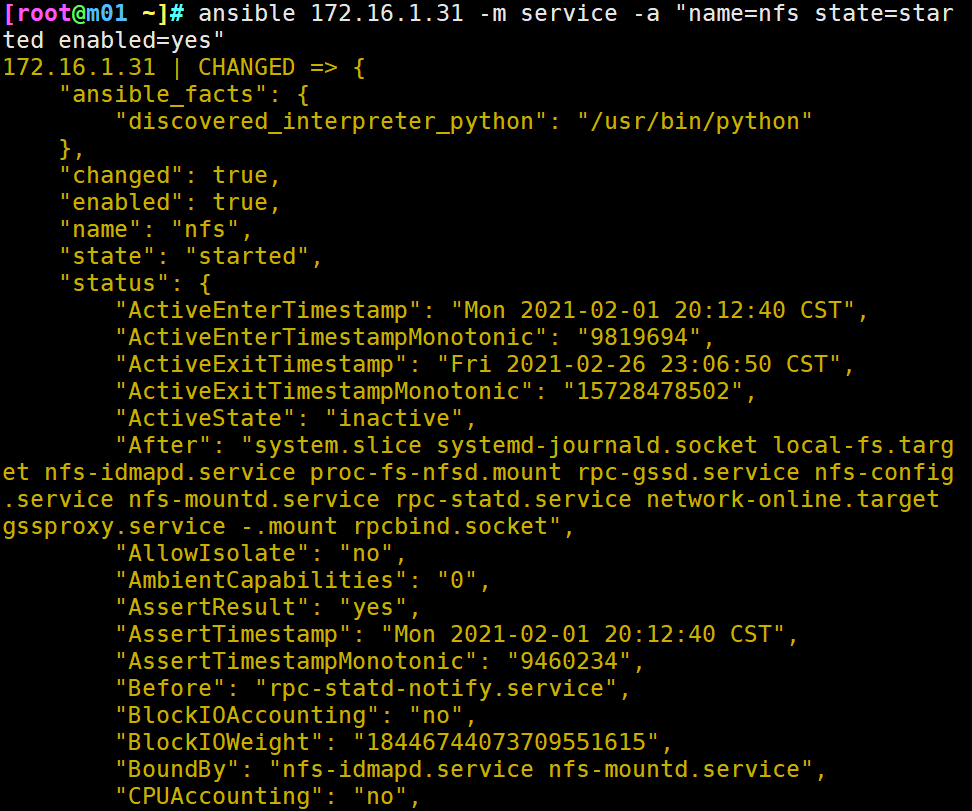 [root@m01 ~]# ansible 172.16.1.31 -m service -a "name=nfs state=star
ted enabled=yes"
172.16.1.31 | CHANGED => {
    "ansible_facts": {
        "discovered_interpreter_python": "/usr/bin/python"
    },
    "changed": true,
    "enabled": true,
    "name": "nfs",
    "state": "started",
    "status": {
        "ActiveEnterTimestamp": "Mon 2021-02-01 20:12:40 CST",
        "ActiveEnterTimestampMonotonic": "9819694",
        "ActiveExitTimestamp": "Fri 2021-02-26 23:06:50 CST",
        "ActiveExitTimestampMonotonic": "15728478502",
        "ActiveState": "inactive",
        "After": "system.slice systemd-journald.socket local-fs.targ
et nfs-idmapd.service proc-fs-nfsd.mount rpc-gssd.service nfs-config
.service nfs-mountd.service rpc-statd.service network-online.target
gssproxy.service -.mount rpcbind.socket",
        "AllowIsolate": "no",
        "AmbientCapabilities": "0",
        "AssertResult": "yes",
        "AssertTimestamp": "Mon 2021-02-01 20:12:40 CST",
        "AssertTimestampMonotonic": "9460234",
        "Before": "rpc-statd-notify.service",
        "BlockIOAccounting": "no",
        "BlockIOWeight": "18446744073709551615",
        "BoundBy": "nfs-idmapd.service nfs-mountd.service",
        "CPUAccounting": "no",